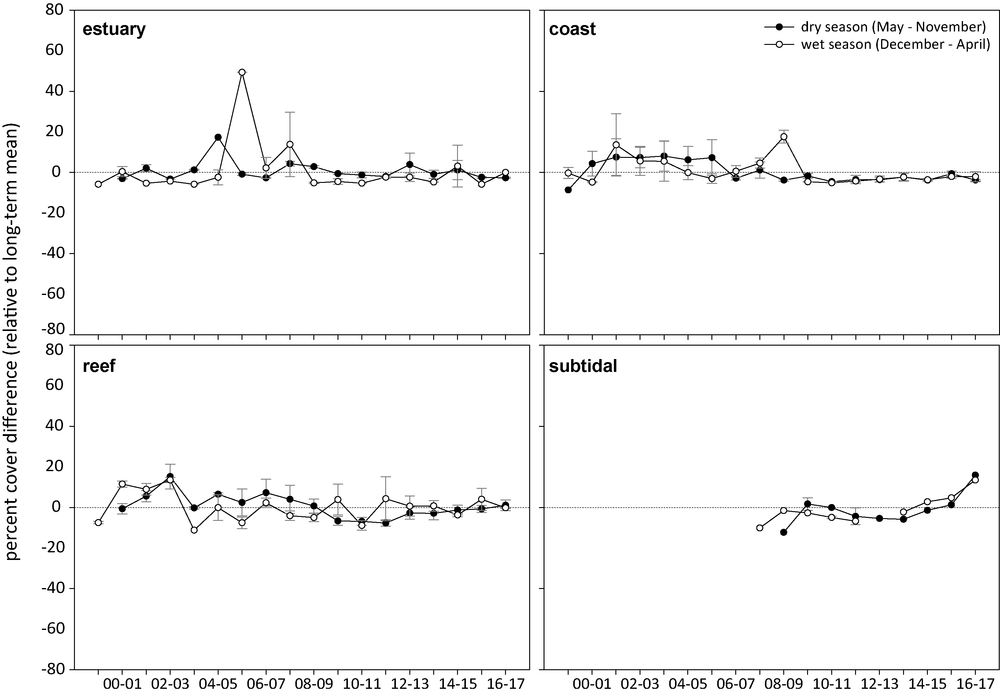 percent cover difference (relative to long-term mean)
80
60
40
20
0
-20
-40
-60
-80
estuary
coast
dry season (May - November)
wet season (December - April)
80
60
40
20
0
-20
-40
-60
-80
reef
subtidal
00-01 02-03 04-05 06-07 08-09 10-11 12-13 14-15 16-17
00-01 02-03 04-05 06-07 08-09 10-11 12-13 14-15 16-17